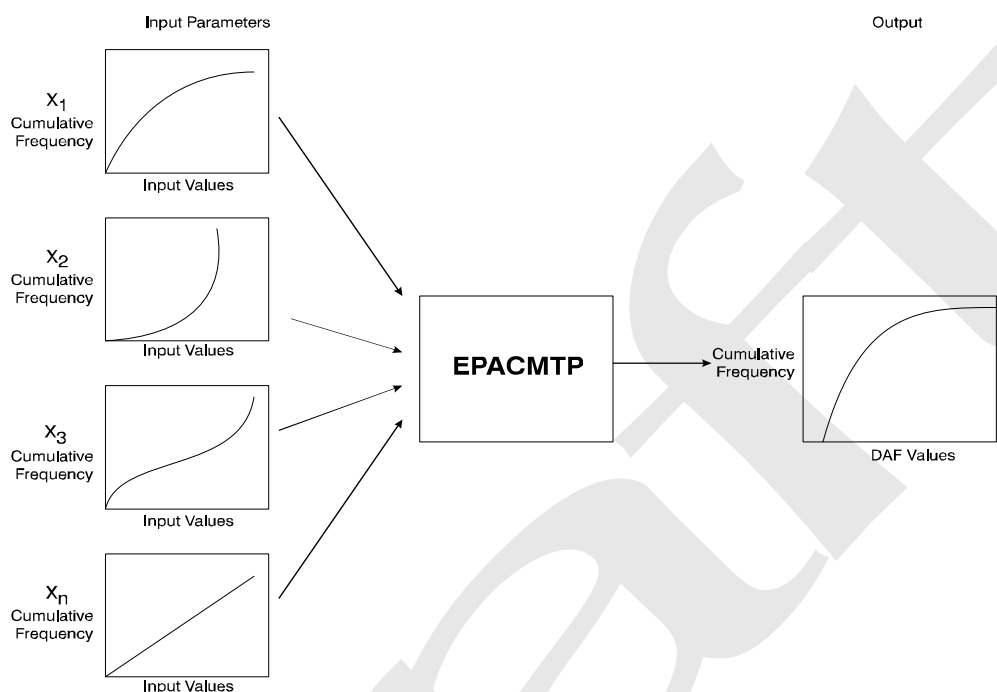 Input Parameters
Output
X1
Cumulative
Frequency
Input Values
X2
Cumulative
Frequency
Input Values
X3
Cumulative
Frequency
Input Values
Xn
Cumulative
Frequency
Input Values
EPACMTP
Cumulative
Frequency
DAF Values